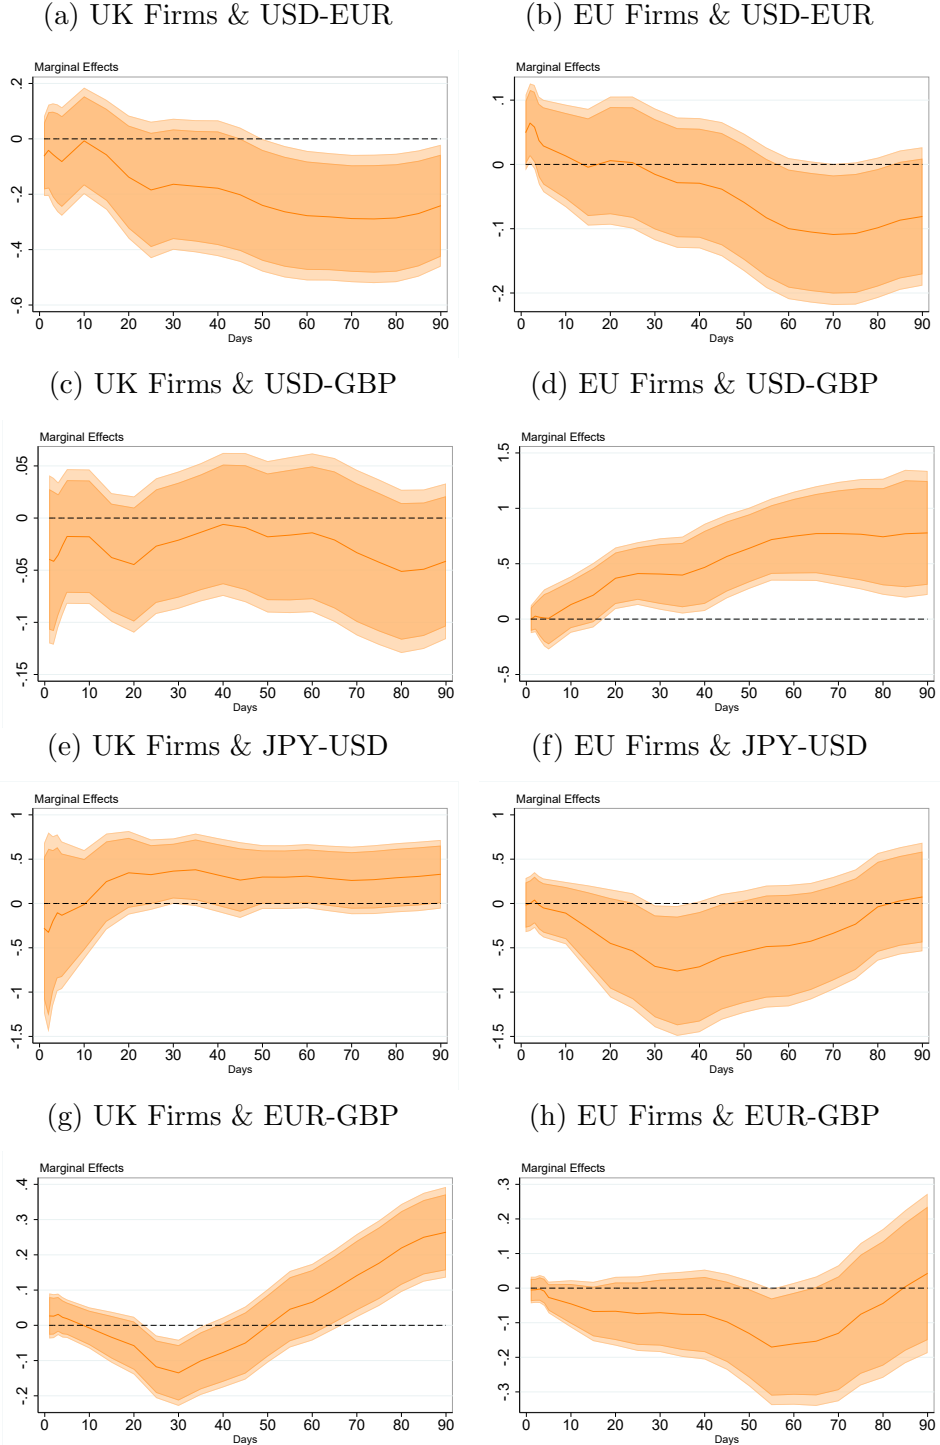 (a) UK Firms & USD-EUR
Marginal Effects
.2
0
-.2
-.4
-.6
0 10 20 30 40 50 60 70 80 90
Days
(b) EU Firms & USD-EUR
Marginal Effects
.1
0
-.1
-.2
0 10 20 30 40 50 60 70 80 90
Days
(c) UK Firms & USD-GBP
Marginal Effects
.05
0
-.05
-.1
-.15
0 10 20 30 40 50 60 70 80 90
Days
(d) EU Firms & USD-GBP
Marginal Effects
1.5
1
.5
0
-.5
0 10 20 30 40 50 60 70 80 90
Days
(e) UK Firms & JPY-USD
Marginal Effects
1
.5
0
-.5
-1
-1.5
0 10 20 30 40 50 60 70 80 90
Days
(f) EU Firms & JPY-USD
Marginal Effects
1
.5
0
-.5
-1
-1.5
0 10 20 30 40 50 60 70 80 90
Days
(g) UK Firms & EUR-GBP
Marginal Effects
.4
.3
.2
.1
0
-.1
-.2
0 10 20 30 40 50 60 70 80 90
Days
(h) EU Firms & EUR-GBP
Marginal Effects
.3
.2
.1
0
-.1
-.2
-.3
0 10 20 30 40 50 60 70 80 90
Days